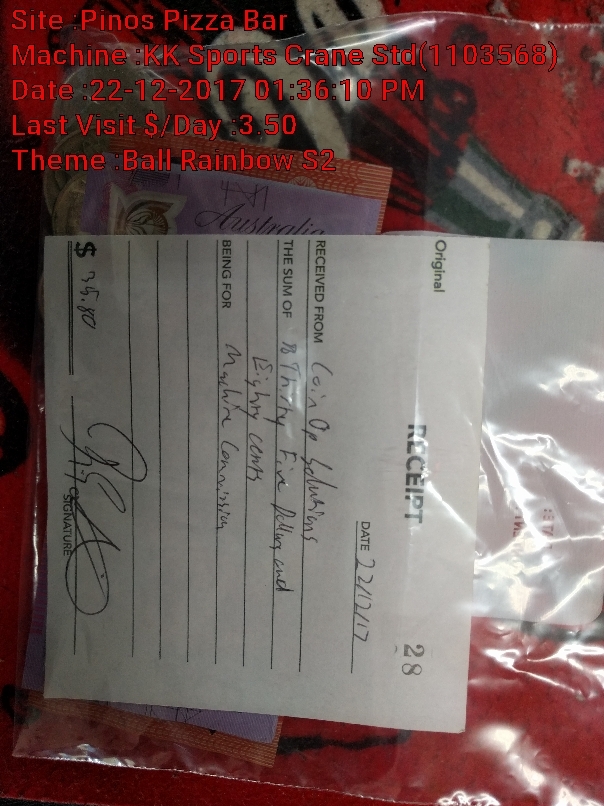 Site :Pinos Pizza Bar
Machine :KK Sports Crane Std(1103568)
Date :22-12-2017 01:36:10 PM
Last Visit $/Day :3.50
Theme :Ball Rainbow S2
Australia
Original
RECEIPT
28
DATE 22/12/17
RECEIVED FROM Coin Op Solutions
THE SUM OF Thirty Five Dollars and
Eighty cents
BEING FOR Machine Commission
$ 35.80
SIGNATURE